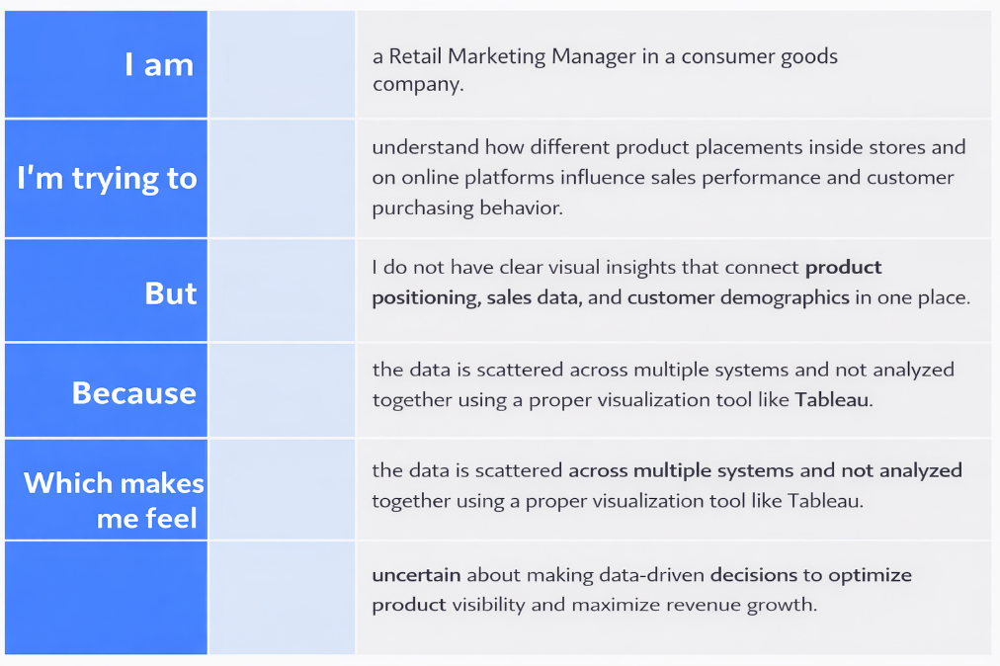 I am
a Retail Marketing Manager in a consumer goods
company.
I'm trying to
understand how different product placements inside stores and
on online platforms influence sales performance and customer
purchasing behavior.
But
I do not have clear visual insights that connect product
positioning, sales data, and customer demographics in one place.
Because
the data is scattered across multiple systems and not analyzed
together using a proper visualization tool like Tableau.
Which makes
me feel
the data is scattered across multiple systems and not analyzed
together using a proper visualization tool like Tableau.
uncertain about making data-driven decisions to optimize
product visibility and maximize revenue growth.